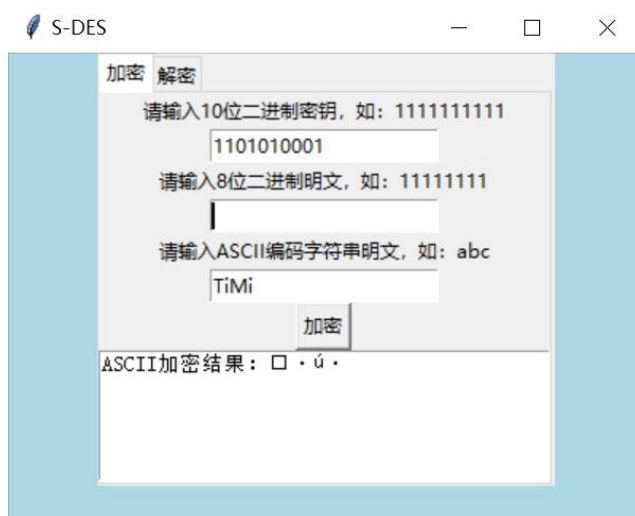 S-DES
加密 解密
请输入10位二进制密钥，如：1111111111
1101010001
请输入8位二进制明文，如：11111111
请输入ASCII编码字符串明文，如：abc
TiMi
加密
ASCII加密结果：□·ú·